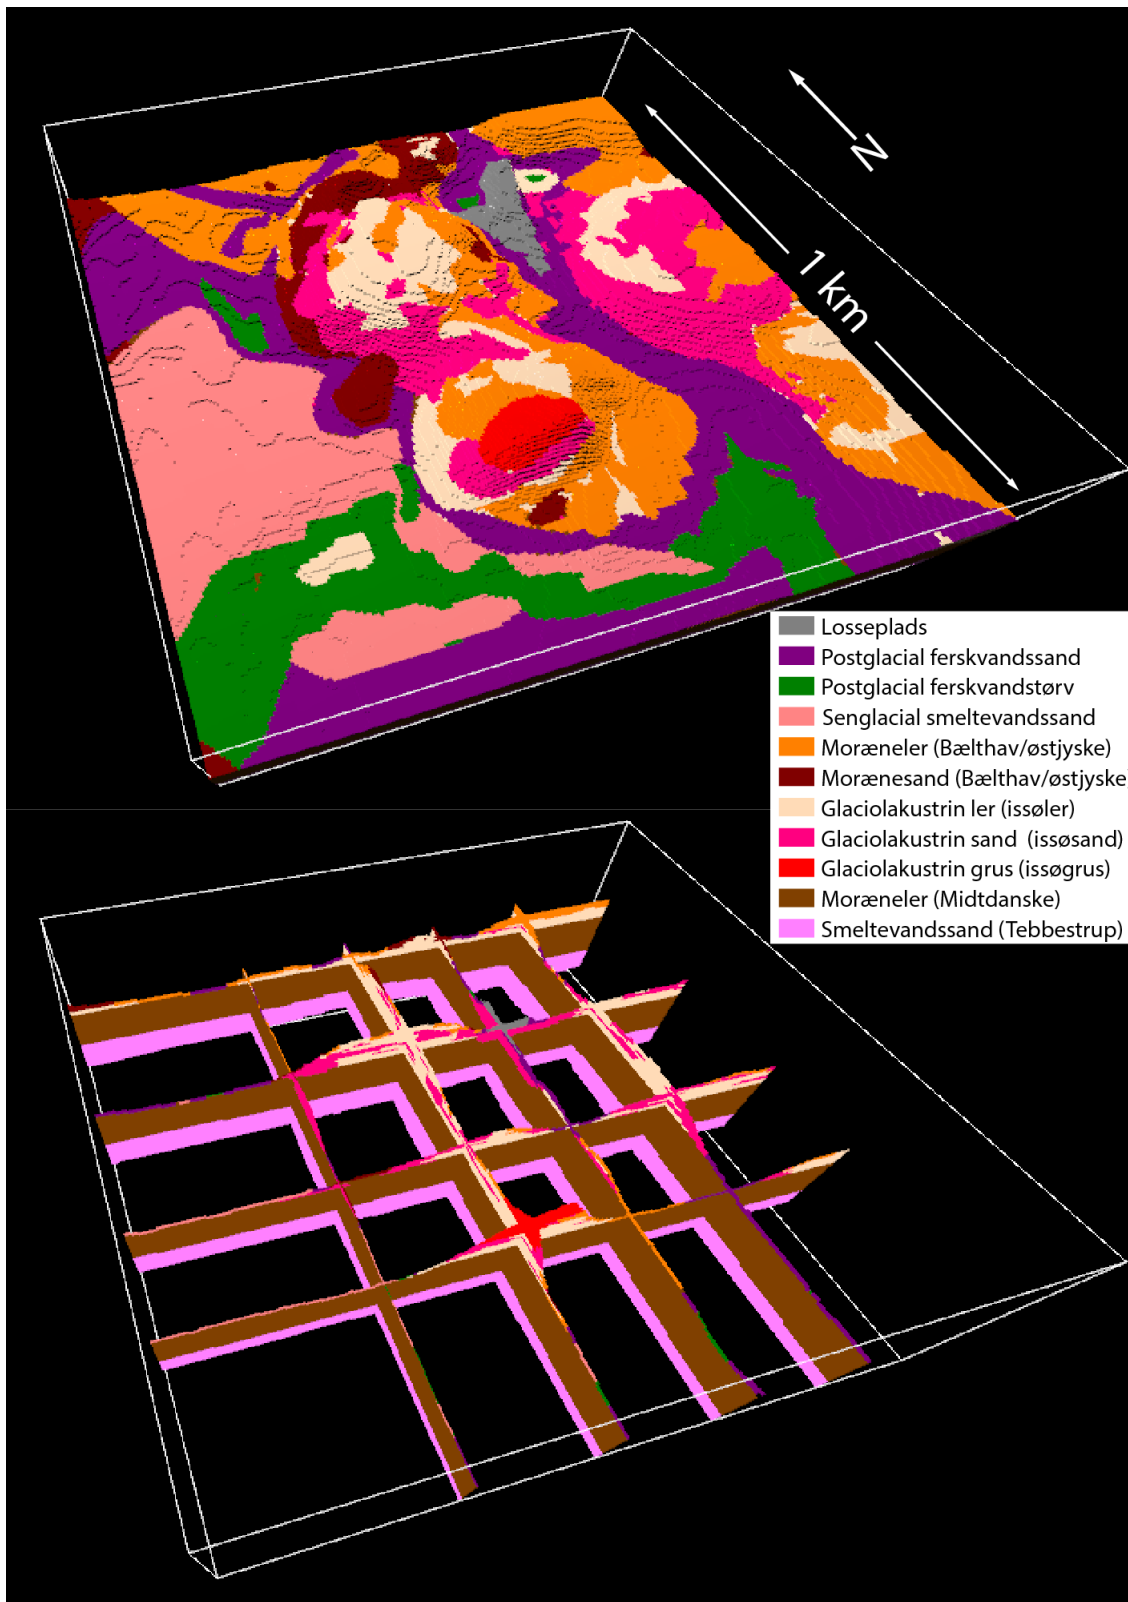 N
1 km
Losseplads
Postglacial ferskvandssand
Postglacial ferskvandstørv
Senglacial smeltevandssand
Moræneler (Bælthav/østjyske)
Morænesand (Bælthav/østjyske)
Glaciolakustrin ler (issøler)
Glaciolakustrin sand (issøsand)
Glaciolakustrin grus (issøgrus)
Moræneler (Midtdanske)
Smeltevandssand (Tebbestrup)